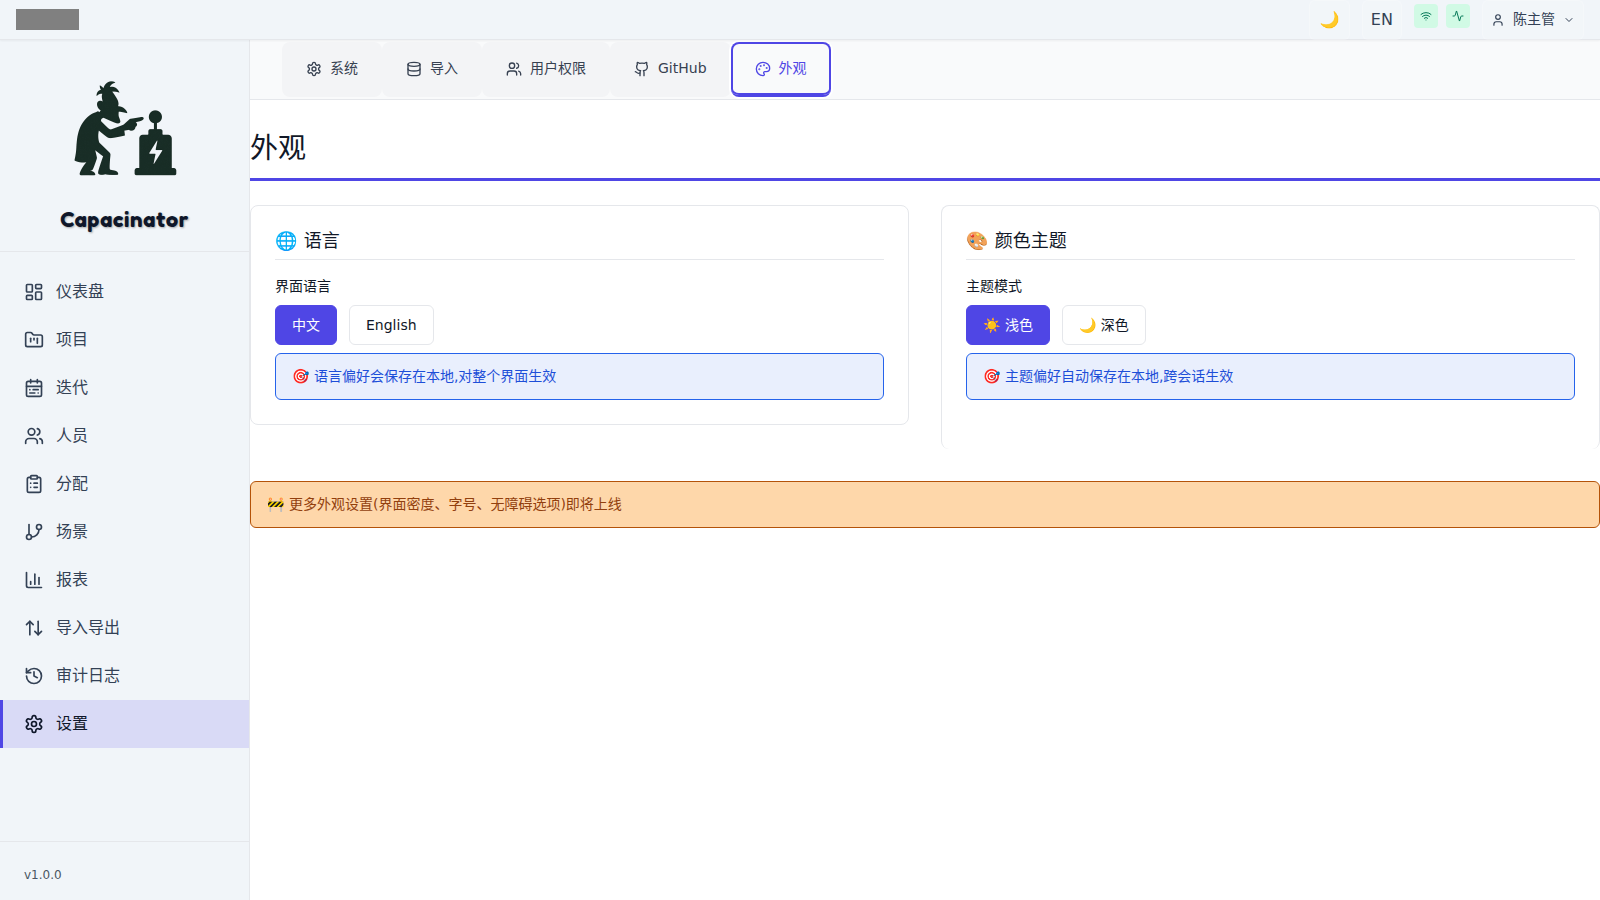 EN
陈主管
Capacinator
仪表盘
项目
迭代
人员
分配
场景
报表
导入导出
审计日志
设置
v1.0.0
系统
导入
用户权限
GitHub
外观
外观
🌐 语言
界面语言
中文
English
🎯 语言偏好会保存在本地,对整个界面生效
🎨 颜色主题
主题模式
☀️ 浅色
🌙 深色
🎯 主题偏好自动保存在本地,跨会话生效
🚧 更多外观设置(界面密度、字号、无障碍选项)即将上线